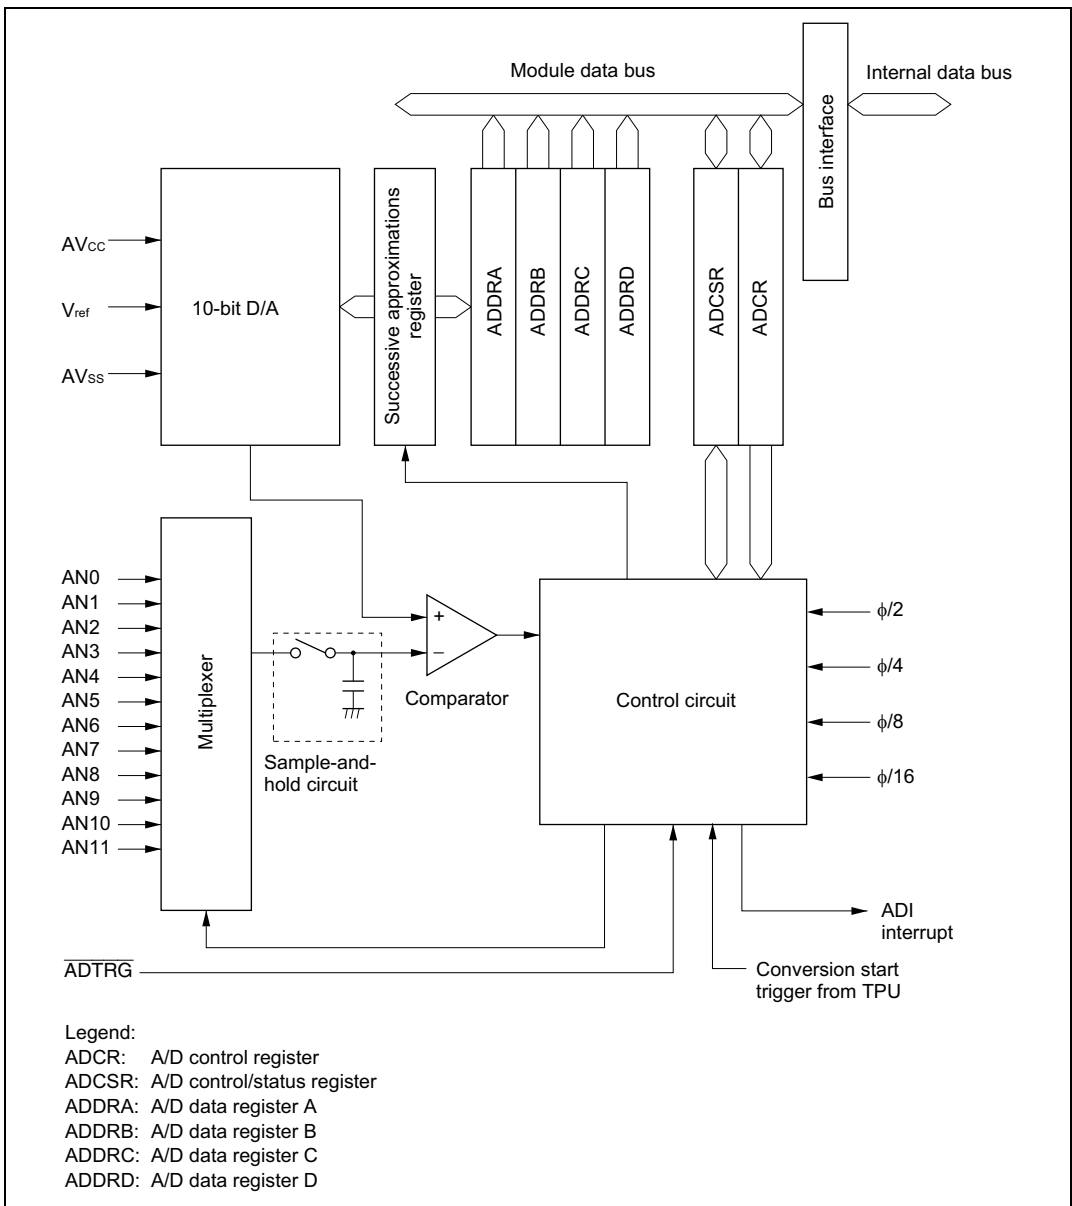 Module data bus
Internal data bus
Bus interface
AVCC
Vref
AVSS
10-bit D/A
Successive approximations
register
ADDRA
ADDRB
ADDRC
ADDRD
ADCSR
ADCR
AN0
AN1
AN2
AN3
AN4
AN5
AN6
AN7
AN8
AN9
AN10
AN11
Multiplexer
+
–
Comparator
Sample-and-
hold circuit
Control circuit
ϕ/2
ϕ/4
ϕ/8
ϕ/16
ADI
interrupt
ADTRG
Conversion start
trigger from TPU
Legend:
ADCR: A/D control register
ADCSR: A/D control/status register
ADDRA: A/D data register A
ADDRB: A/D data register B
ADDRC: A/D data register C
ADDRD: A/D data register D